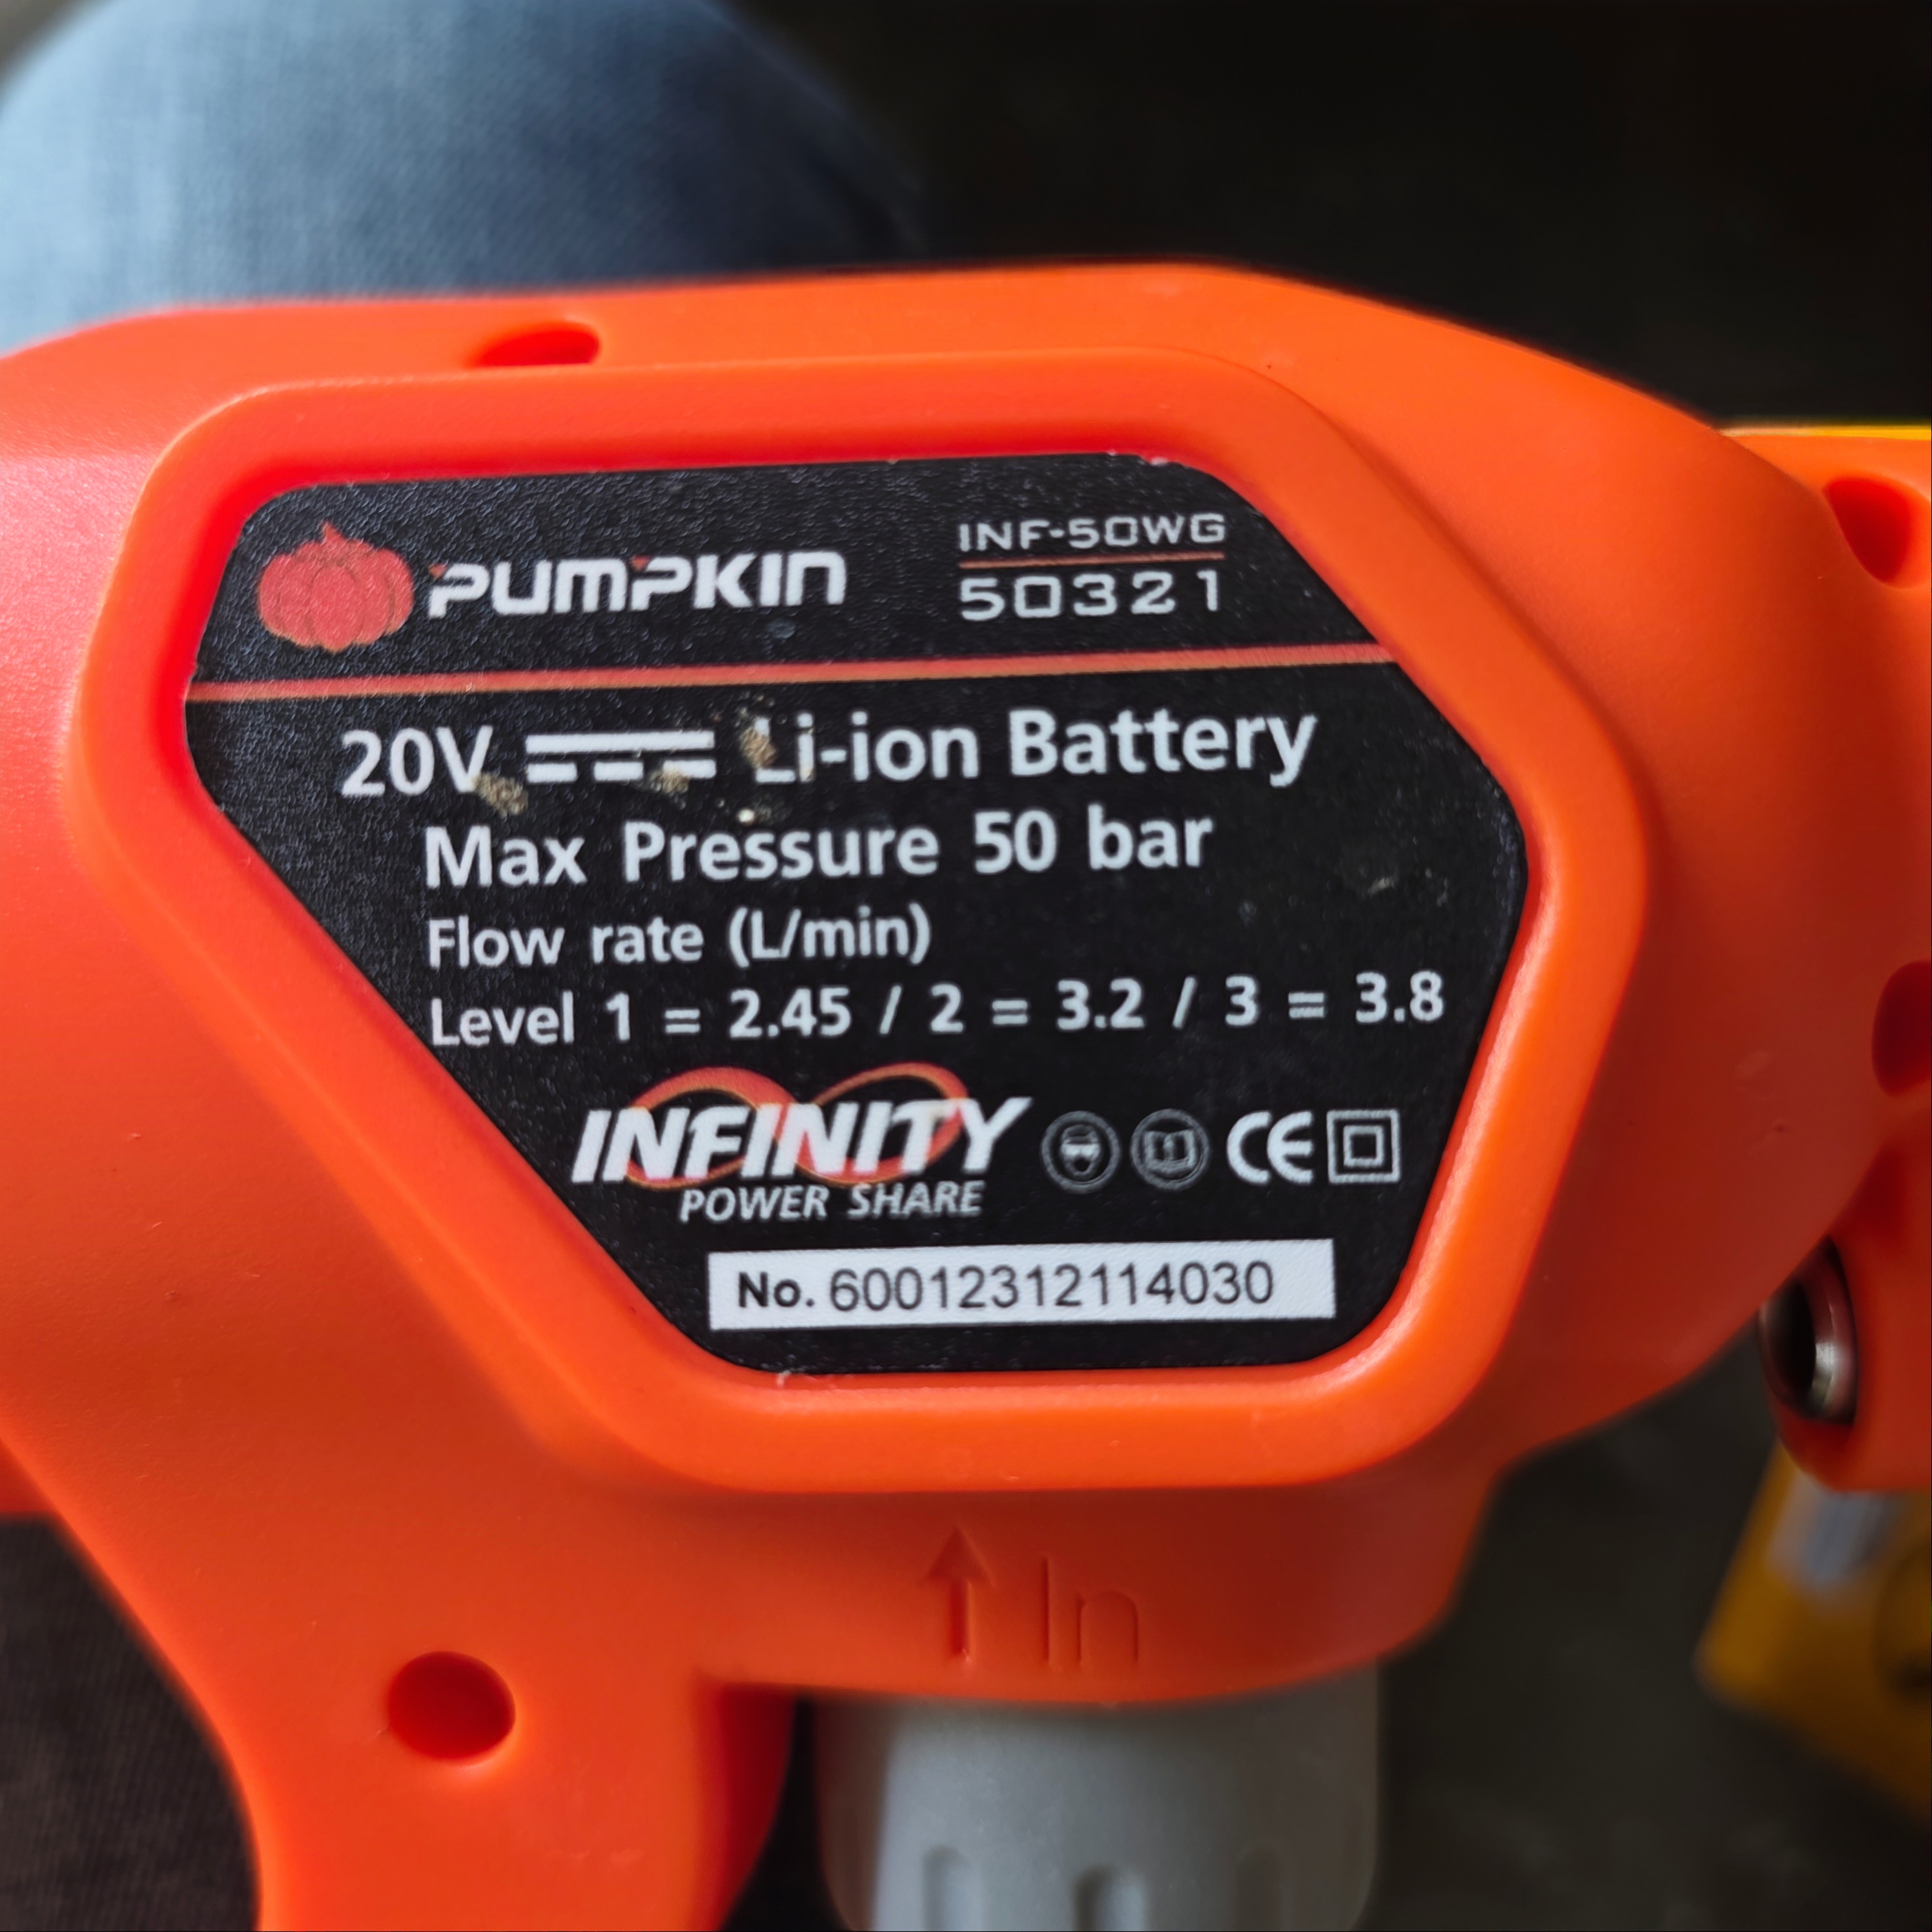 PUMPKIN
INF-50WG
50321
20V Li-ion Battery
Max Pressure 50 bar
Flow rate (L/min)
Level 1 = 2.45 / 2 = 3.2 / 3 = 3.8
INFINITY
POWER SHARE
CE
No. 60012312114030
In